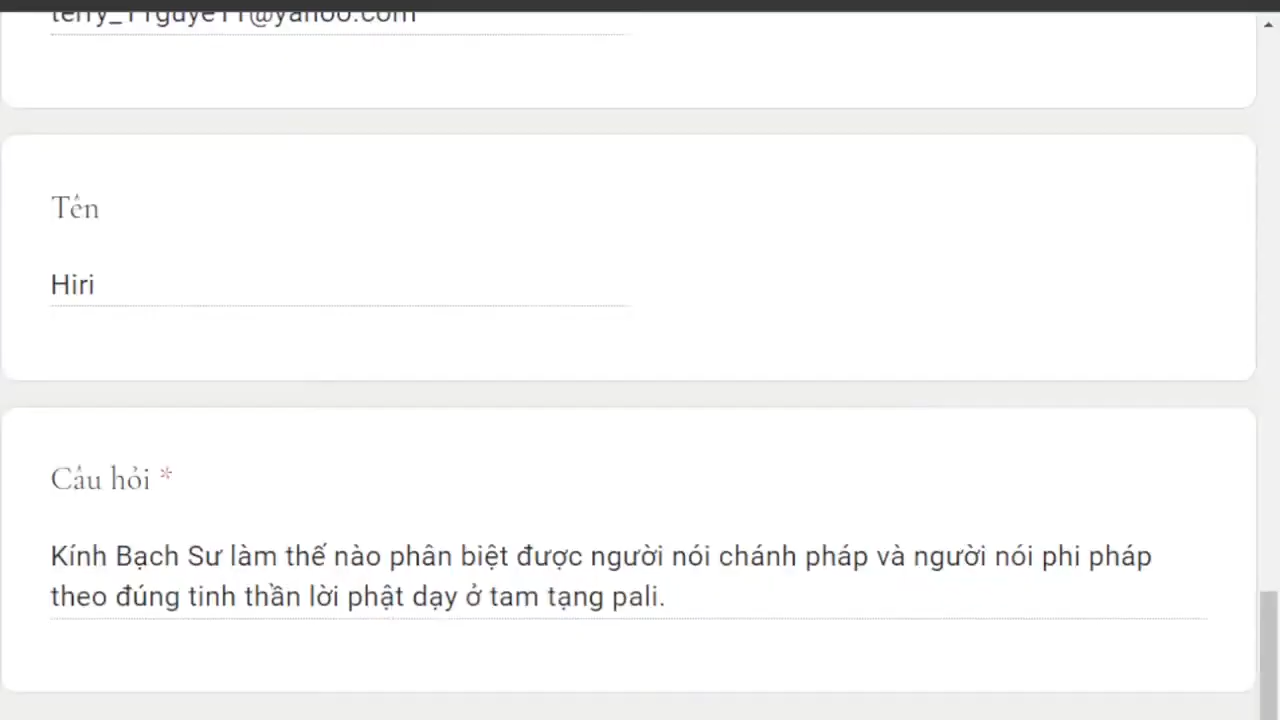 Tên
Hiri
Câu hỏi *
Kính Bạch Sư làm thế nào phân biệt được người nói chánh pháp và người nói phi pháp
theo đúng tinh thần lời phật dạy ở tam tạng pali.